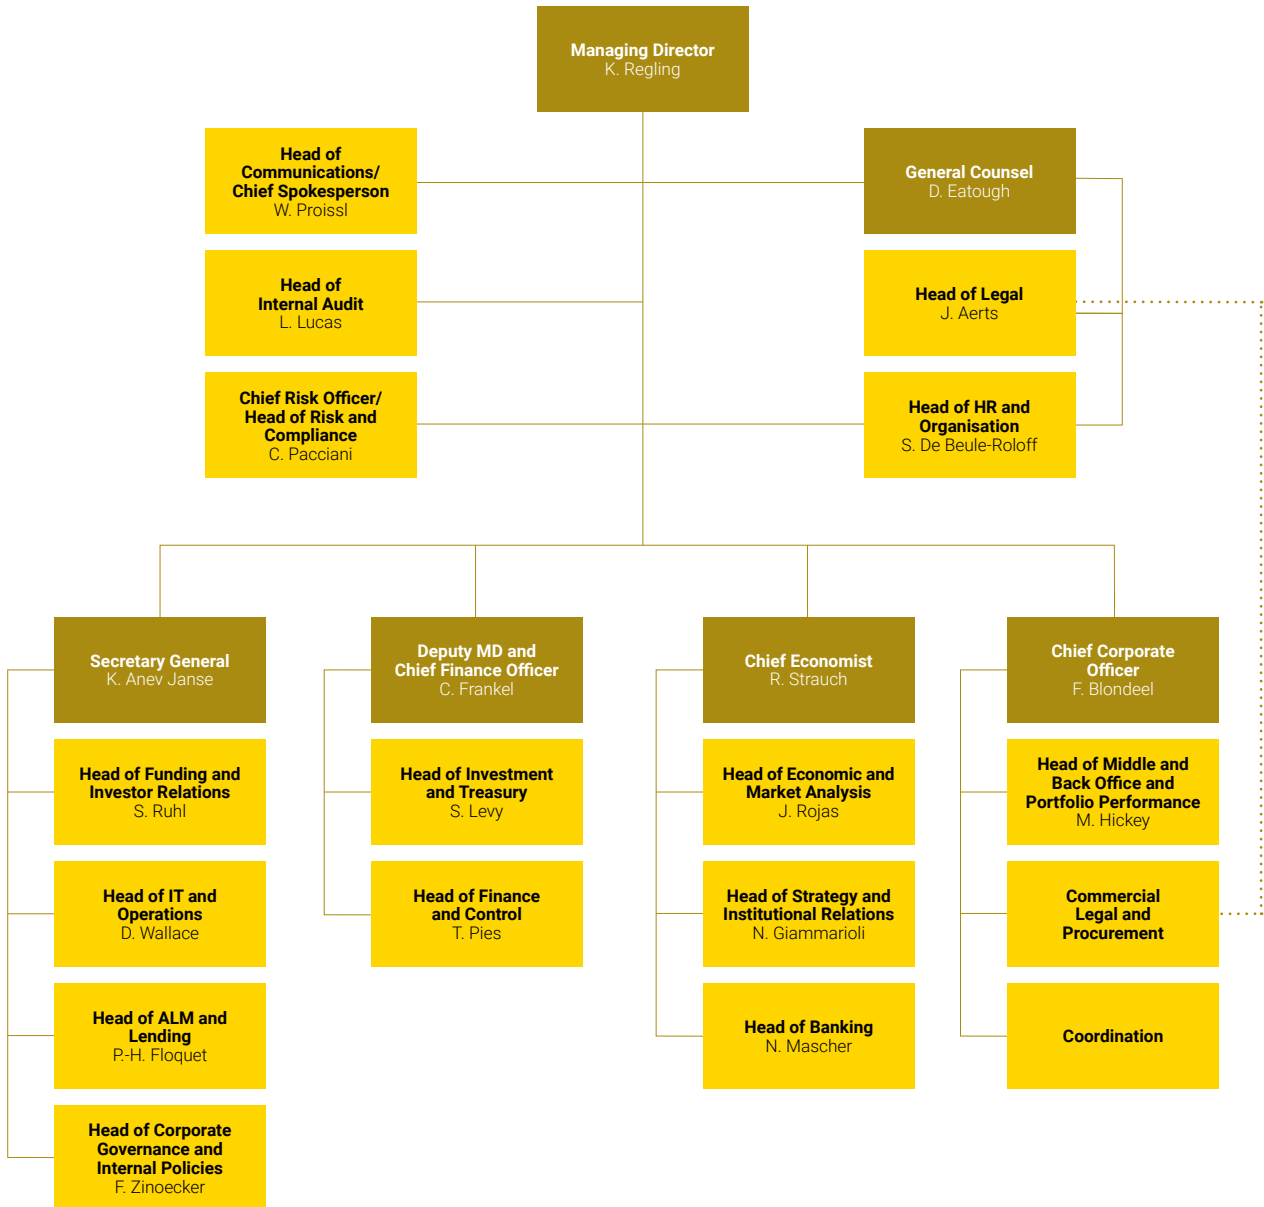 Managing Director
K. Regling
Head of
Communications/
Chief Spokesperson
W. Proissl
General Counsel
D. Eatough
Head of
Internal Audit
L. Lucas
Head of Legal
J. Aerts
Chief Risk Officer/
Head of Risk and
Compliance
C. Pacciani
Head of HR and
Organisation
S. De Beule-Roloff
Secretary General
K. Anev Janse
Head of Funding and
Investor Relations
S. Ruhl
Head of IT and
Operations
D. Wallace
Head of ALM and
Lending
P.-H. Floquet
Head of Corporate
Governance and
Internal Policies
F. Zinoecker
Deputy MD and
Chief Finance Officer
C. Frankel
Head of Investment
and Treasury
S. Levy
Head of Finance
and Control
T. Pies
Chief Economist
R. Strauch
Head of Economic and
Market Analysis
J. Rojas
Head of Strategy and
Institutional Relations
N. Giammarioli
Head of Banking
N. Mascher
Chief Corporate
Officer
F. Blondeel
Head of Middle and
Back Office and
Portfolio Performance
M. Hickey
Commercial
Legal and
Procurement
Coordination